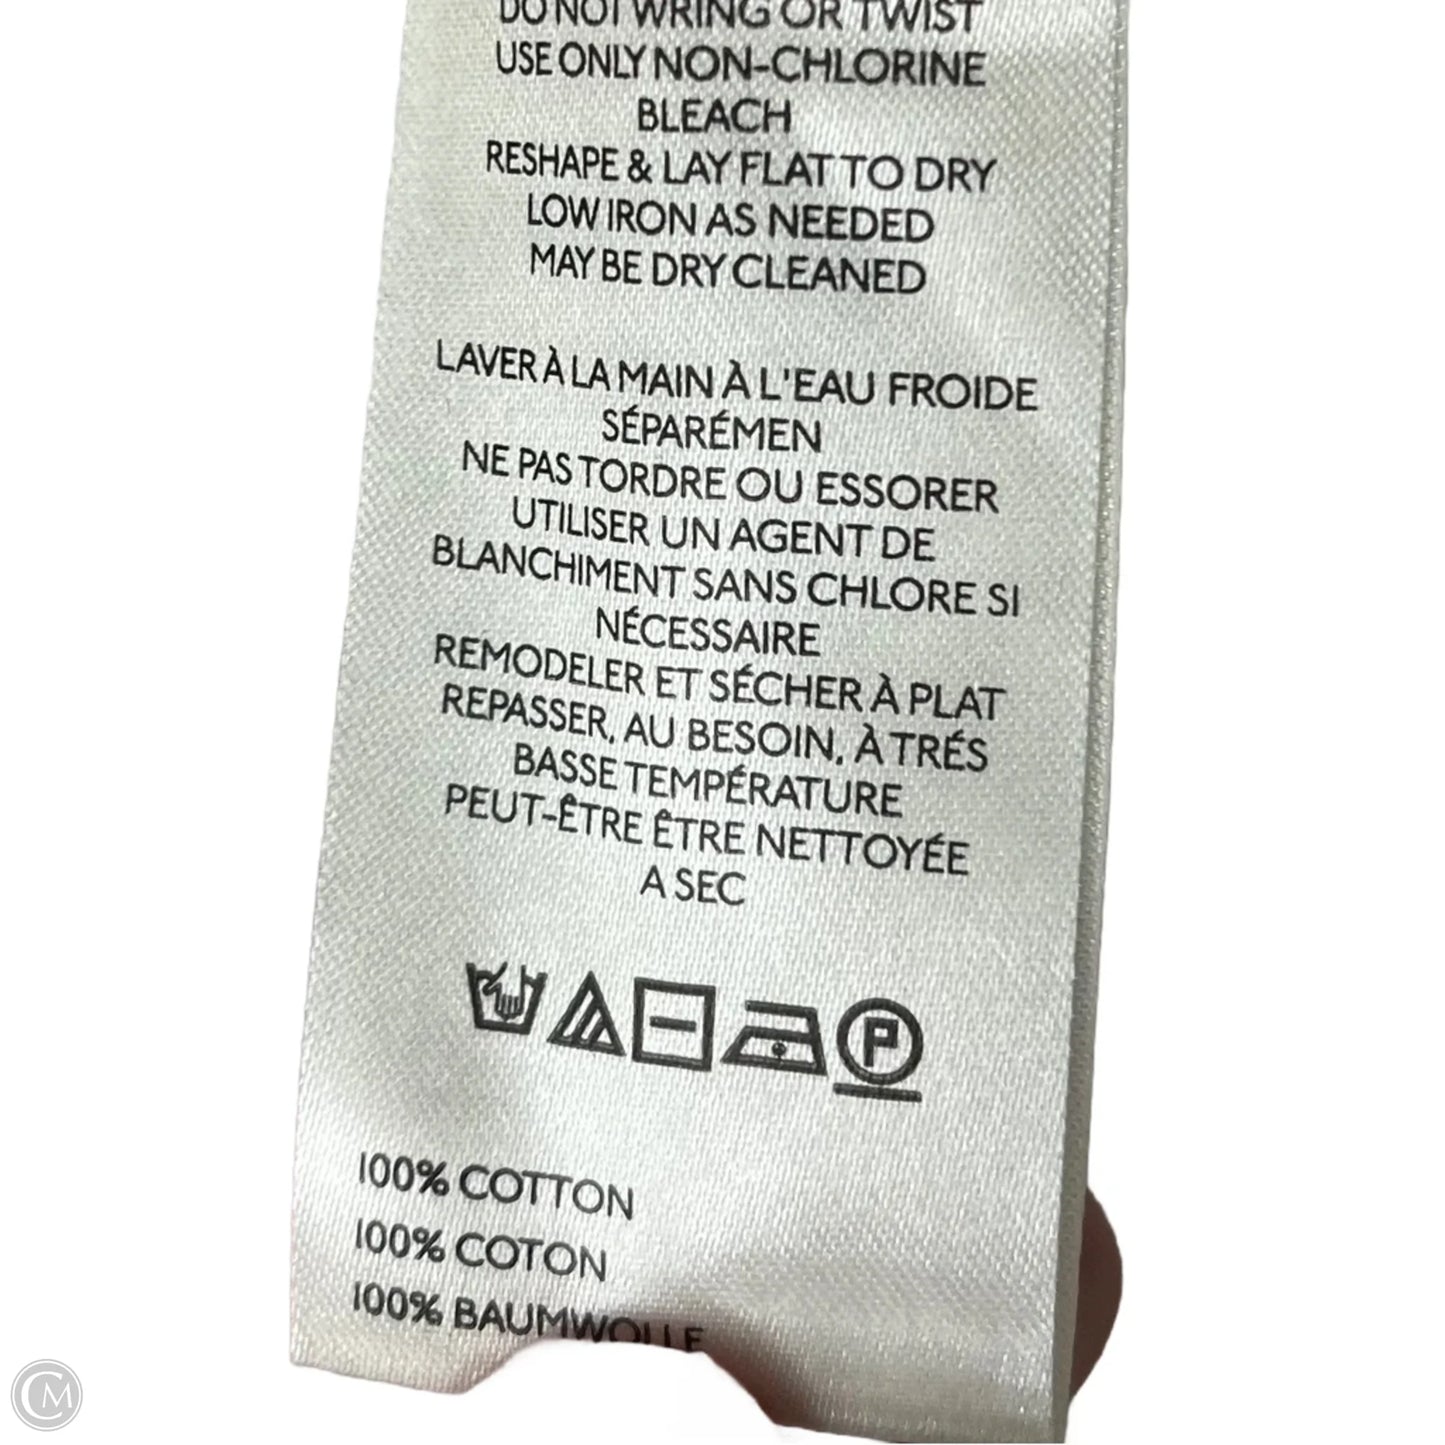 DO NOT WRING OR TWIST
USE ONLY NON-CHLORINE
BLEACH
RESHAPE & LAY FLAT TO DRY
LOW IRON AS NEEDED
MAY BE DRY CLEANED
LAVER À LA MAIN À L'EAU FROIDE
SÉPARÉMEN
NE PAS TORDRE OU ESSORER
UTILISER UN AGENT DE
BLANCHIMENT SANS CHLORE SI
NÉCESSAIRE
REMODELER ET SÉCHER À PLAT
REPASSER, AU BESOIN, À TRÉS
BASSE TEMPÉRATURE
PEUT-ÊTRE ÊTRE NETTOYÉE
A SEC
P
100% COTTON
100% COTON
100% BAUMWOLLE
CM